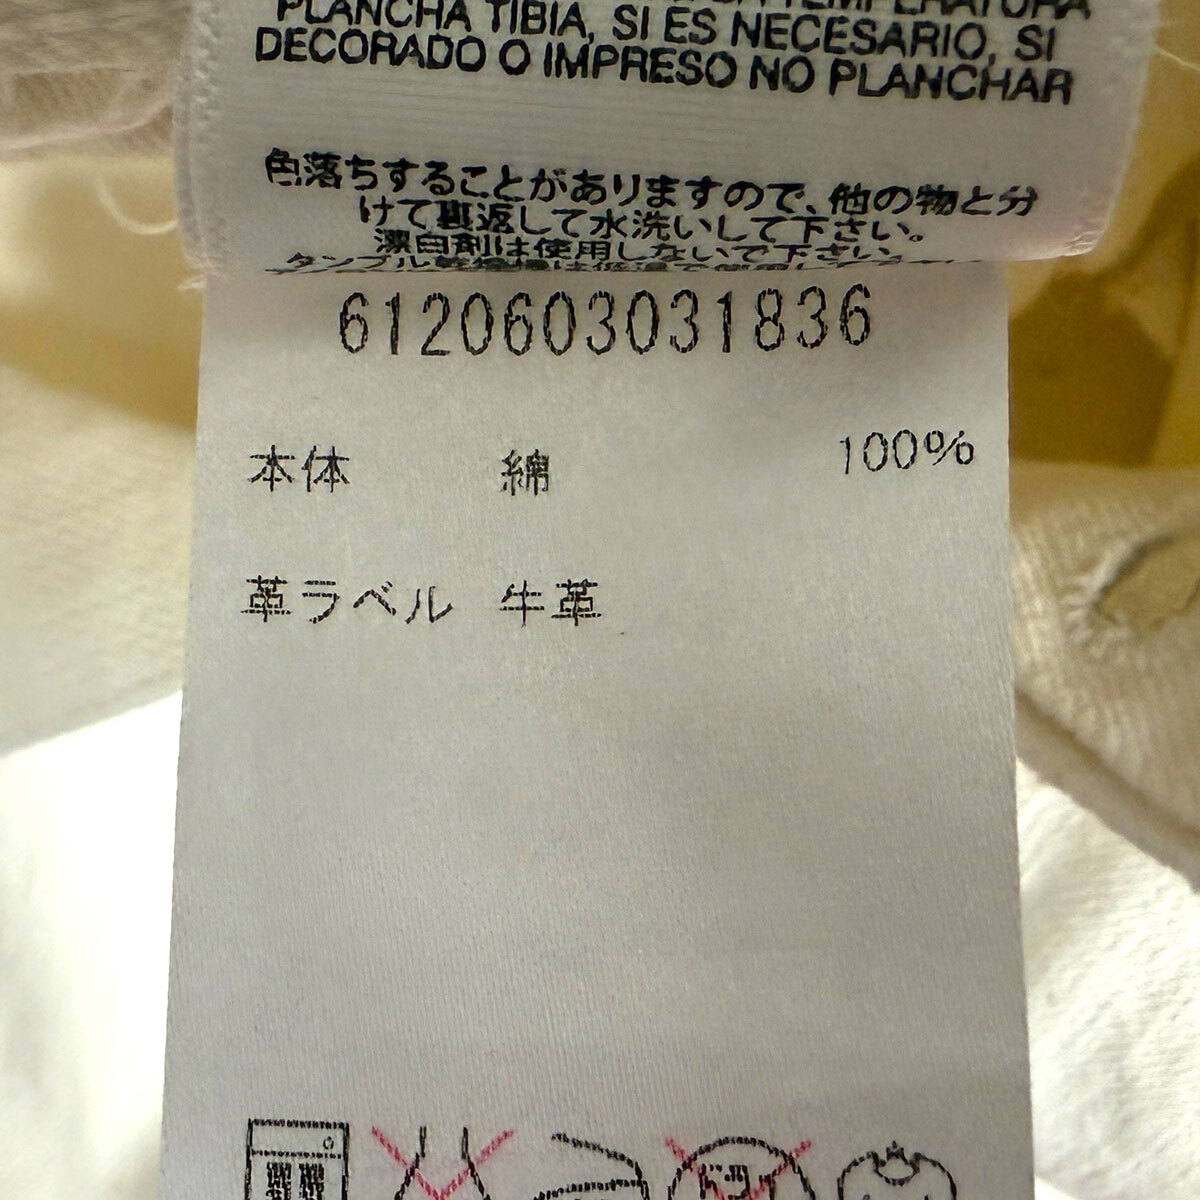 PLANCHA TIBIA, SI ES NECESARIO, SI
DECORADO O IMPRESO NO PLANCHAR
色落ちすることがありますので、他の物と分
けて裏返して水洗いして下さい。
漂白剤は使用しないで下さい。
6120603031836
本体 綿 100%
革ラベル 牛革